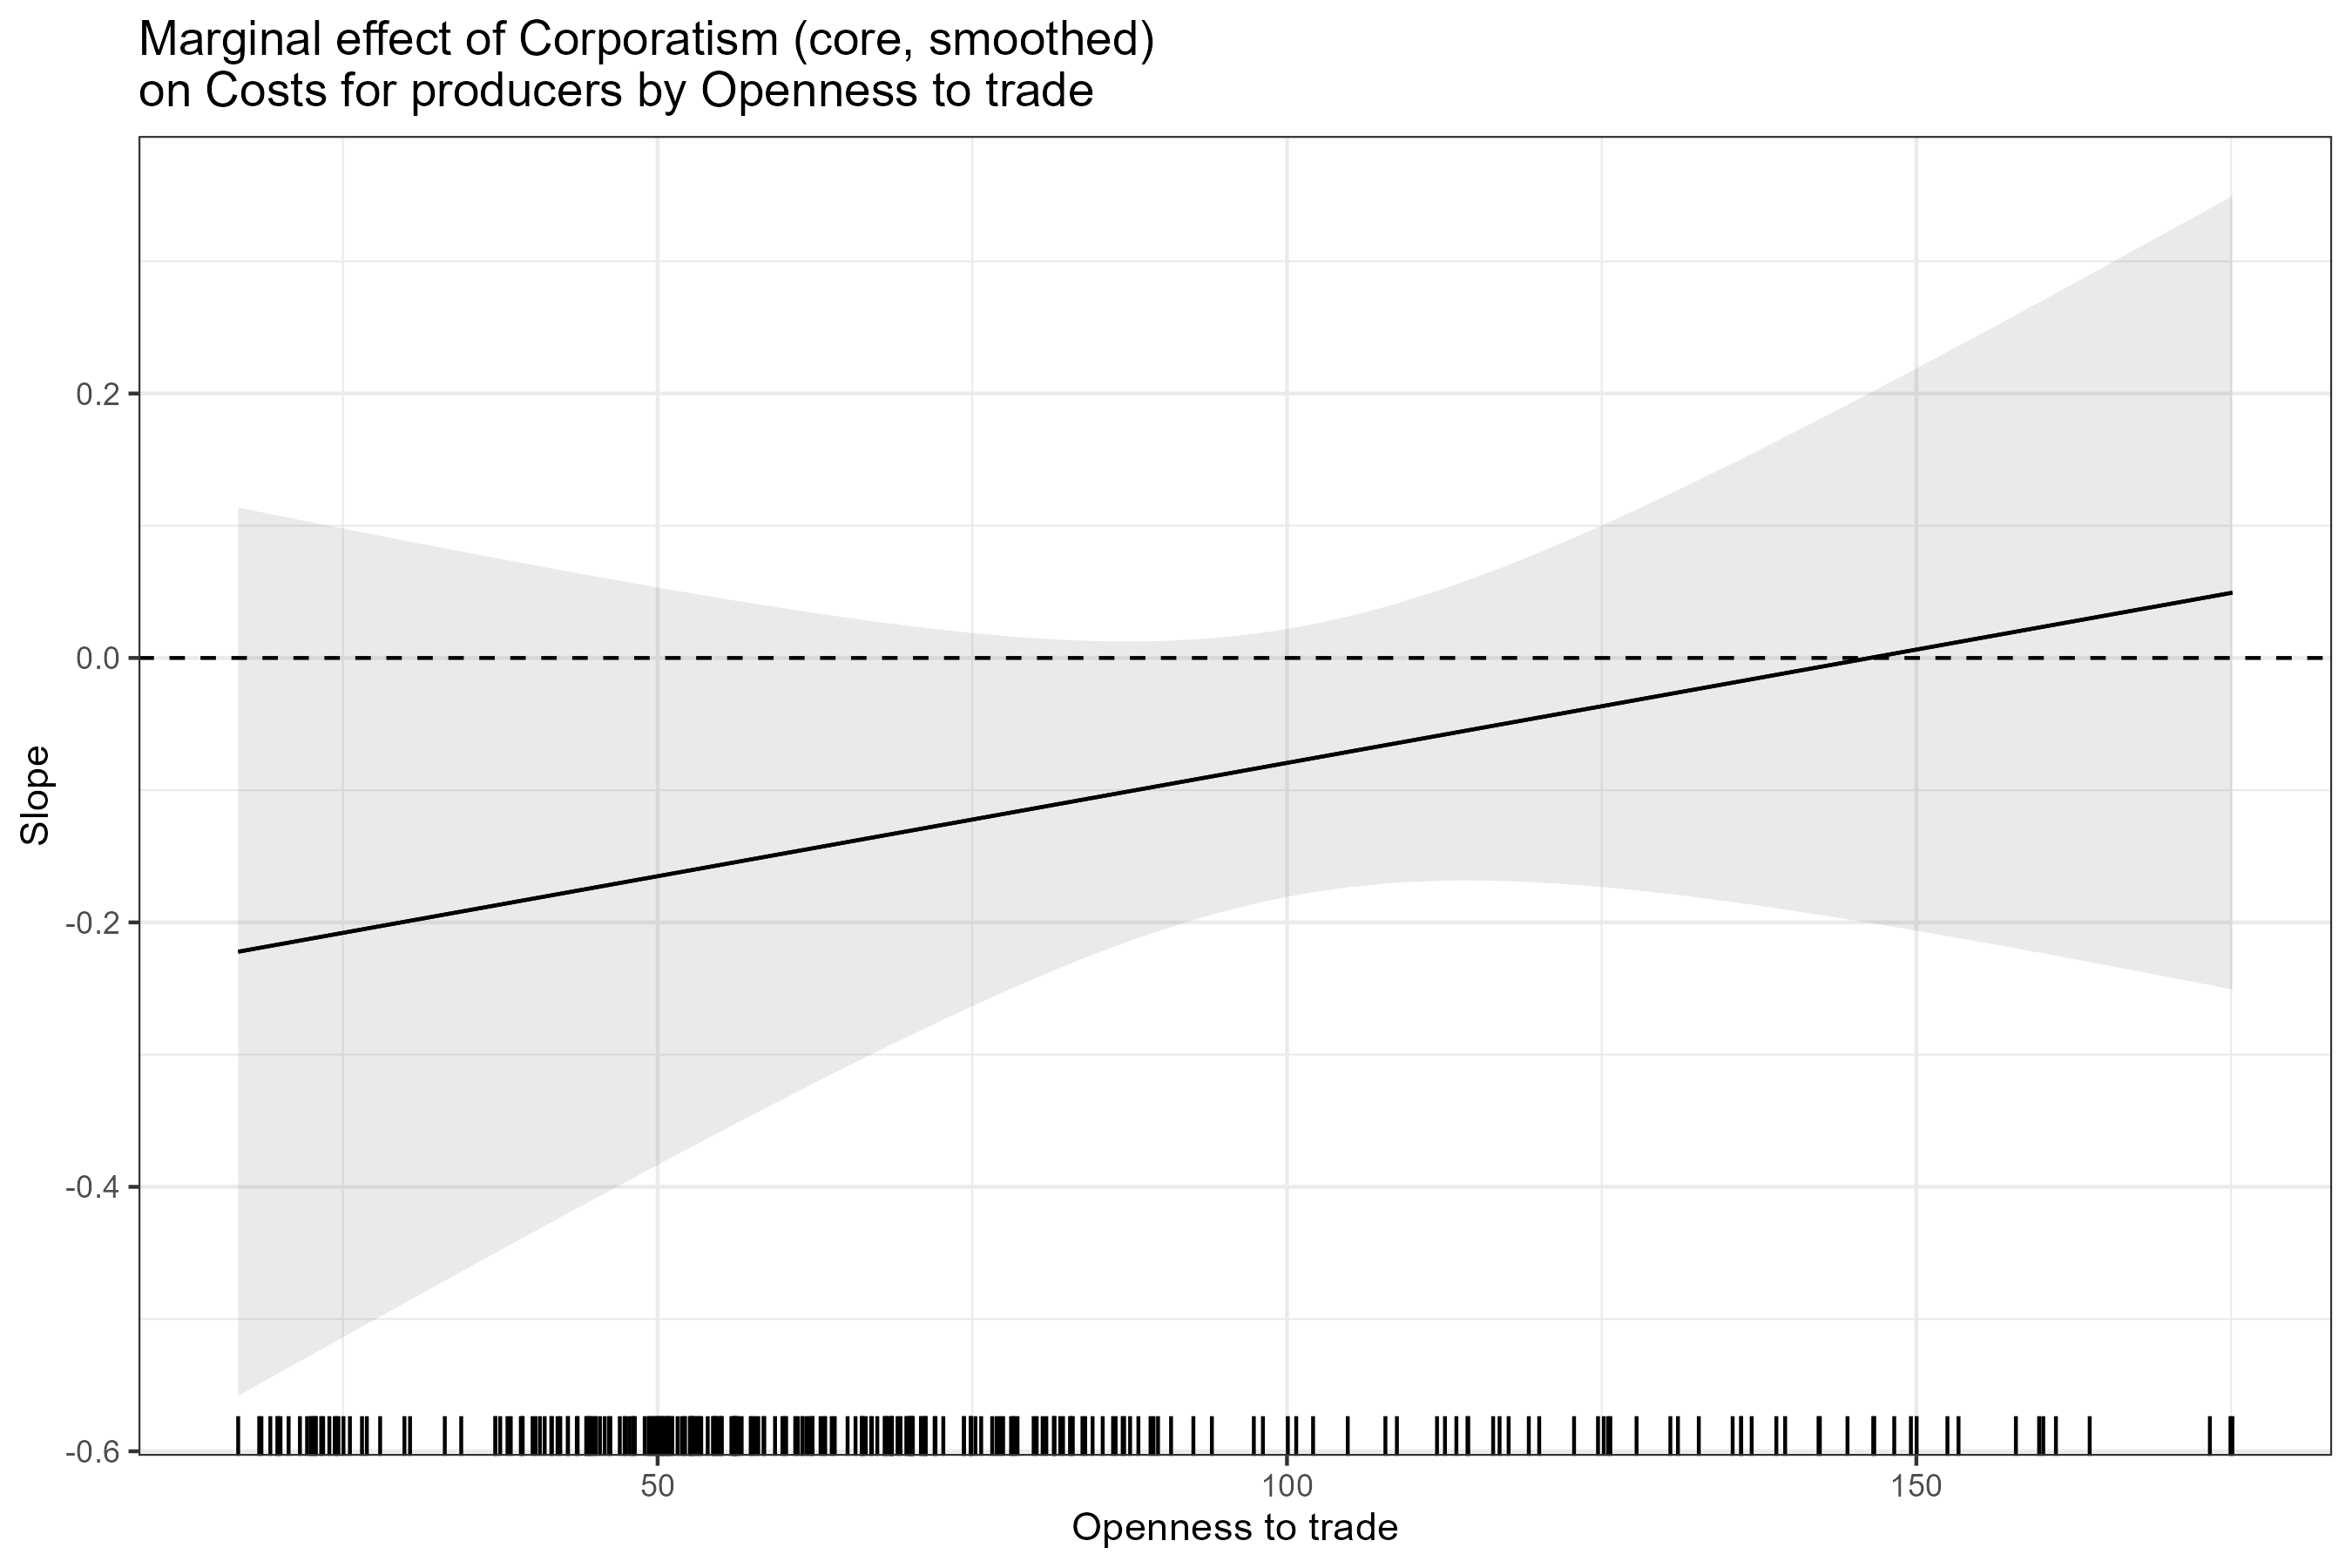 Marginal effect of Corporatism (core, smoothed)
on Costs for producers by Openness to trade
Slope
0.2
0.0
-0.2
-0.4
-0.6
50
100
150
Openness to trade